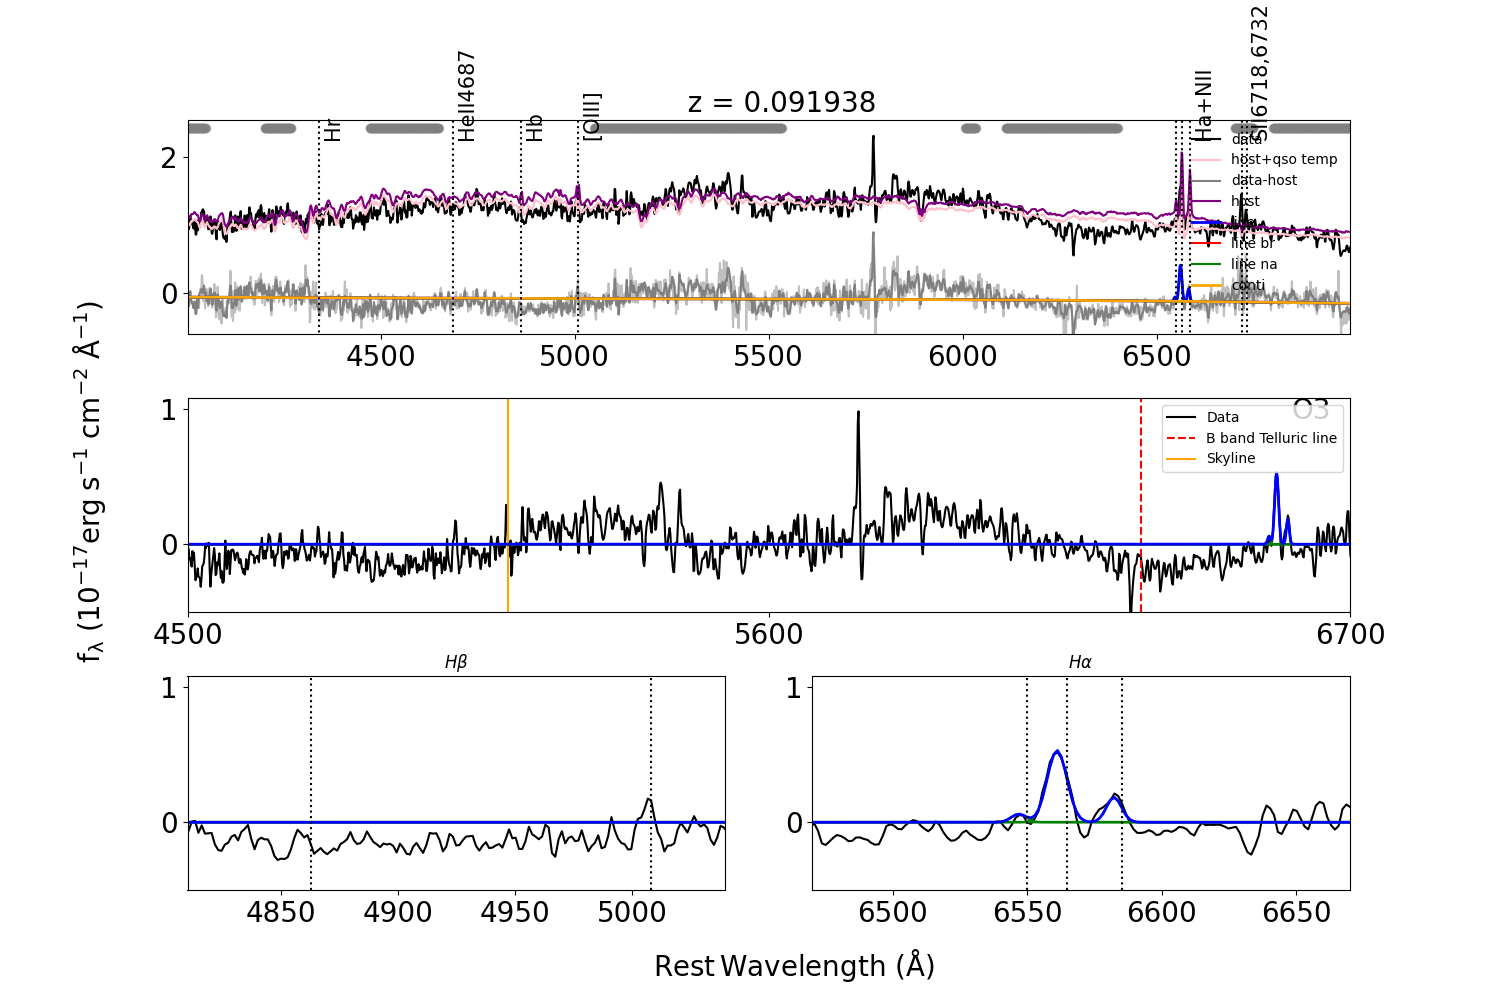 z = 0.091938
Hr
HeII4687
Hb
[OIII]
Ha+NII
SII6718,6732
data
host+qso temp
data-host
host
line br
line na
conti
2
0
4500 5000 5500 6000 6500
fλ (10−17erg s−1 cm−2 Å−1)
O3
Data
B band Telluric line
Skyline
1
0
4500 5600 6700
Hβ
1
0
4850 4900 4950 5000
Hα
1
0
6500 6550 6600 6650
Rest Wavelength (Å)